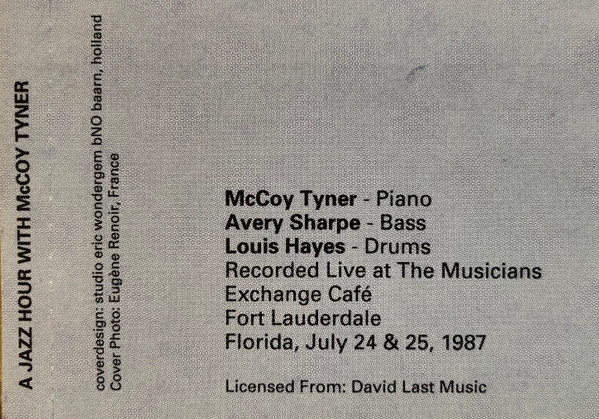 A JAZZ HOUR WITH McCOY TYNER
coverdesign: studio eric wondergem bNO baarn, holland
Cover Photo: Eugène Renoir, France
McCoy Tyner - Piano
Avery Sharpe - Bass
Louis Hayes - Drums
Recorded Live at The Musicians
Exchange Café
Fort Lauderdale
Florida, July 24 & 25, 1987
Licensed From: David Last Music